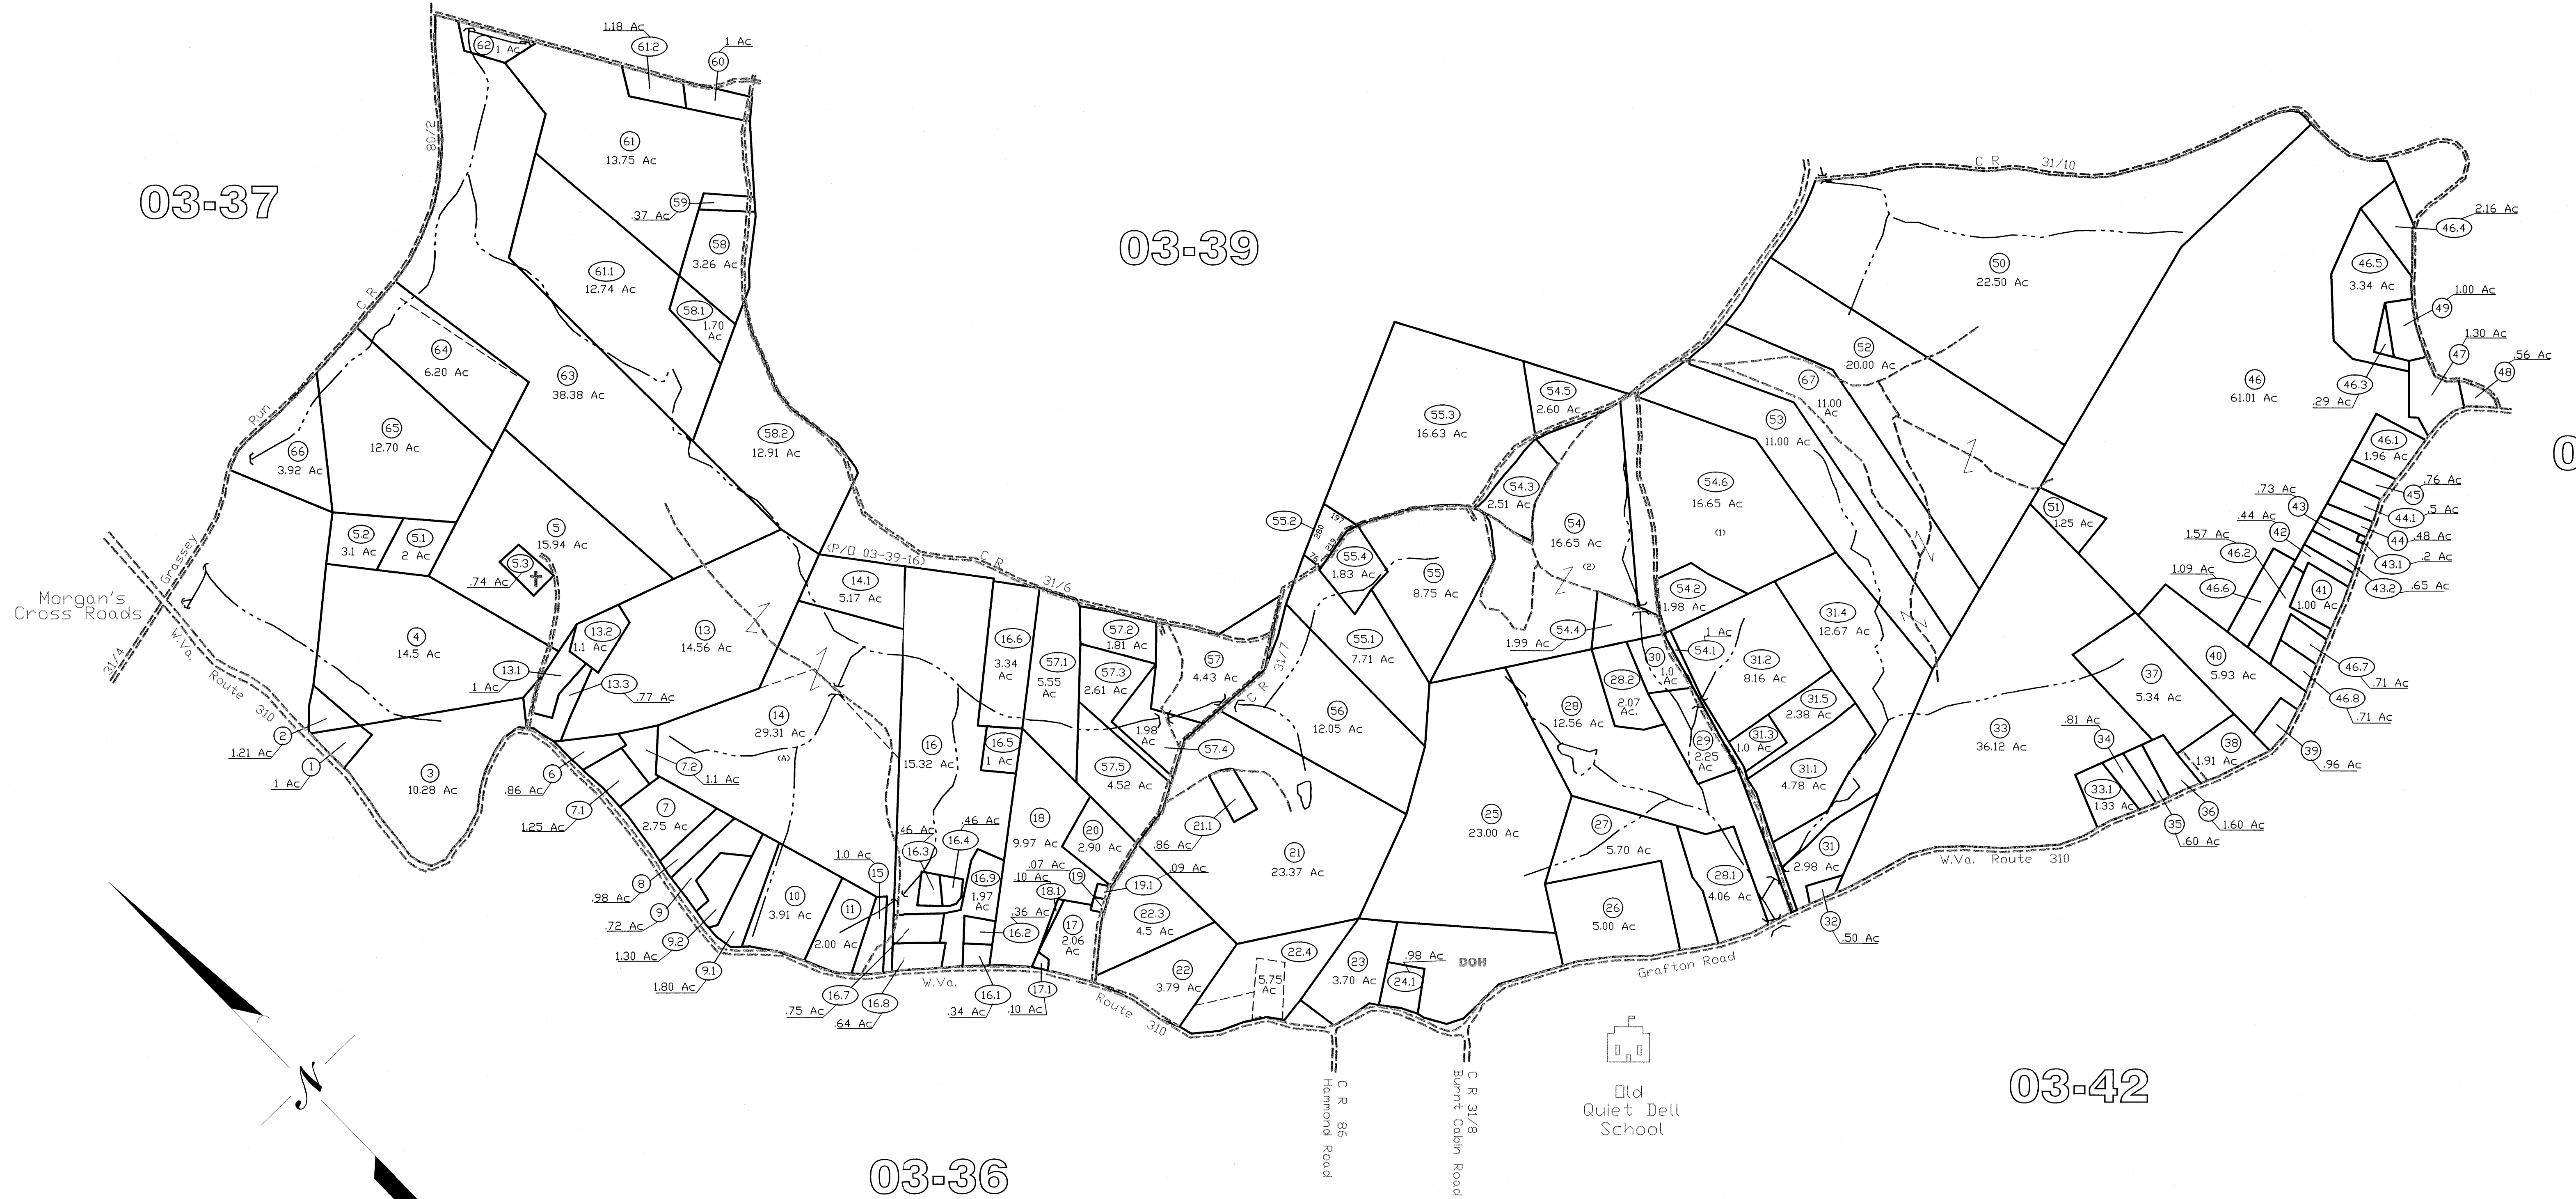 1.18 Ac
61.2
1 Ac
60
62
1 Ac
80/2
61
13.75 Ac
03-37
59
.37 Ac
58
3.26 Ac
61.1
12.74 Ac
58.1
1.70
Ac
C R
64
6.20 Ac
63
38.38 Ac
Run
65
12.70 Ac
66
3.92 Ac
58.2
12.91 Ac
5.2
3.1 Ac
5.1
2 Ac
5
15.94 Ac
5.3
.74 Ac
Grassey
Morgan's
Cross Roads
31/4
W.Va.
Route 310
4
14.5 Ac
13.2
1.1 Ac
13
14.56 Ac
13.1
1 Ac
13.3
.77 Ac
2
1.21 Ac
1
1 Ac
3
10.28 Ac
6
.86 Ac
7.2
1.1 Ac
7.1
1.25 Ac
7
2.75 Ac
8
.98 Ac
9
.72 Ac
9.2
1.30 Ac
9.1
1.80 Ac
10
3.91 Ac
11
2.00 Ac
1.0 Ac
15
14
29.31 Ac
(A)
(P/O 03-39-16)
14.1
5.17 Ac
C R
31/6
16
15.32 Ac
16.6
3.34
Ac
16.5
1 Ac
.46 Ac
16.3
.46 Ac
16.4
16.9
1.97
Ac
16.2
.36 Ac
16.7
.75 Ac
16.8
.64 Ac
W.Va.
16.1
.34 Ac
17.1
.10 Ac
17
2.06
Ac
18.1
.10 Ac
.07 Ac
19
19.1
.09 Ac
18
9.97 Ac
20
2.90 Ac
57.1
5.55
Ac
57.2
1.81 Ac
57.3
2.61 Ac
57
4.43 Ac
1.98
Ac
57.4
57.5
4.52 Ac
C R 31/7
03-39
55.3
16.63 Ac
54.5
2.60 Ac
54.3
2.51 Ac
55.2
197
280
219
76
55.4
1.83 Ac
55
8.75 Ac
55.1
7.71 Ac
56
12.05 Ac
21.1
.86 Ac
21
23.37 Ac
22.3
4.5 Ac
22
3.79 Ac
22.4
5.75
Ac
Route 310
23
3.70 Ac
.98 Ac
24.1
DOH
C R 86
Hammond Road
C R 31/8
Burnt Cabin Road
Old
Quiet Dell
School
Grafton Road
03-36
03-42
N
54
16.65 Ac
(2)
54.6
16.65 Ac
(1)
54.2
1.98 Ac
54.4
1.99 Ac
1 Ac
54.1
30
1.0
Ac
28.2
2.07
Ac.
28
12.56 Ac
29
2.25
Ac
25
23.00 Ac
27
5.70 Ac
26
5.00 Ac
28.1
4.06 Ac
31.4
12.67 Ac
31.2
8.16 Ac
31.5
2.38 Ac
31.3
1.0 Ac
31.1
4.78 Ac
31
2.98 Ac
32
.50 Ac
W.Va. Route 310
C R 31/10
50
22.50 Ac
52
20.00 Ac
67
11.00
Ac
53
11.00 Ac
51
1.25 Ac
33
36.12 Ac
33.1
1.33 Ac
.81 Ac
34
35
.60 Ac
36
1.60 Ac
37
5.34 Ac
38
1.91 Ac
39
.96 Ac
40
5.93 Ac
46
61.01 Ac
2.16 Ac
46.4
46.5
3.34 Ac
1.00 Ac
49
1.30 Ac
47
.56 Ac
48
46.3
.29 Ac
46.1
1.96 Ac
.76 Ac
45
.5 Ac
44.1
.48 Ac
44
.2 Ac
43.1
.65 Ac
43.2
.73 Ac
43
.44 Ac
42
1.57 Ac
46.2
1.09 Ac
46.6
41
1.00 Ac
46.7
.71 Ac
46.8
.71 Ac
0